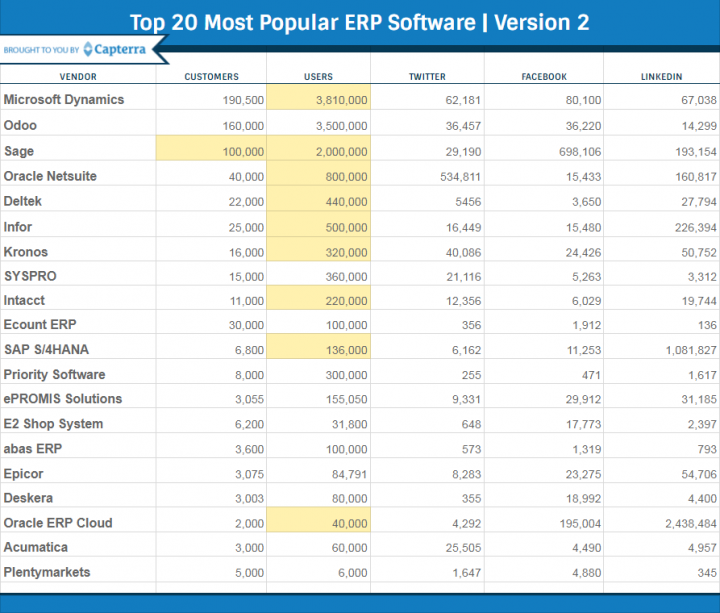 Top 20 Most Popular ERP Software | Version 2
BROUGHT TO YOU BY Capterra
VENDOR CUSTOMERS USERS TWITTER FACEBOOK LINKEDIN
Microsoft Dynamics 190,500 3,810,000 62,181 80,100 67,038
Odoo 160,000 3,500,000 36,457 36,220 14,299
Sage 100,000 2,000,000 29,190 698,106 193,154
Oracle Netsuite 40,000 800,000 534,811 15,433 160,817
Deltek 22,000 440,000 5456 3,650 27,794
Infor 25,000 500,000 16,449 15,480 226,394
Kronos 16,000 320,000 40,086 24,426 50,752
SYSPRO 15,000 360,000 21,116 5,263 3,312
Intacct 11,000 220,000 12,356 6,029 19,744
Ecount ERP 30,000 100,000 356 1,912 136
SAP S/4HANA 6,800 136,000 6,162 11,253 1,081,827
Priority Software 8,000 300,000 255 471 1,617
ePROMIS Solutions 3,055 155,050 9,331 29,912 31,185
E2 Shop System 6,200 31,800 648 17,773 2,397
abas ERP 3,600 100,000 573 1,319 793
Epicor 3,075 84,791 8,283 23,275 54,706
Deskera 3,003 80,000 355 18,992 4,400
Oracle ERP Cloud 2,000 40,000 4,292 195,004 2,438,484
Acumatica 3,000 60,000 25,505 4,490 4,957
Plentymarkets 5,000 6,000 1,647 4,880 345